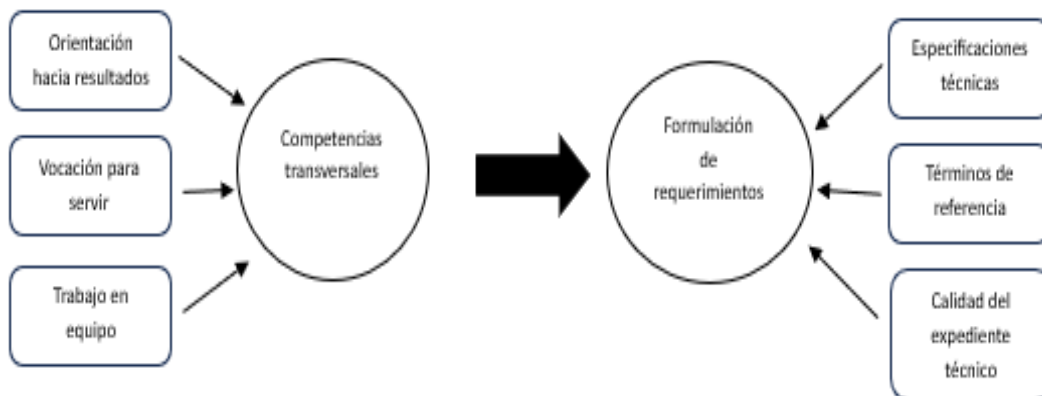 Orientación
hacia resultados
Vocación para
servir
Trabajo en
equipo
Competencias
transversales
Formulación
de
requerimientos
Especificaciones
técnicas
Términos de
referencia
Calidad del
expediente
técnico